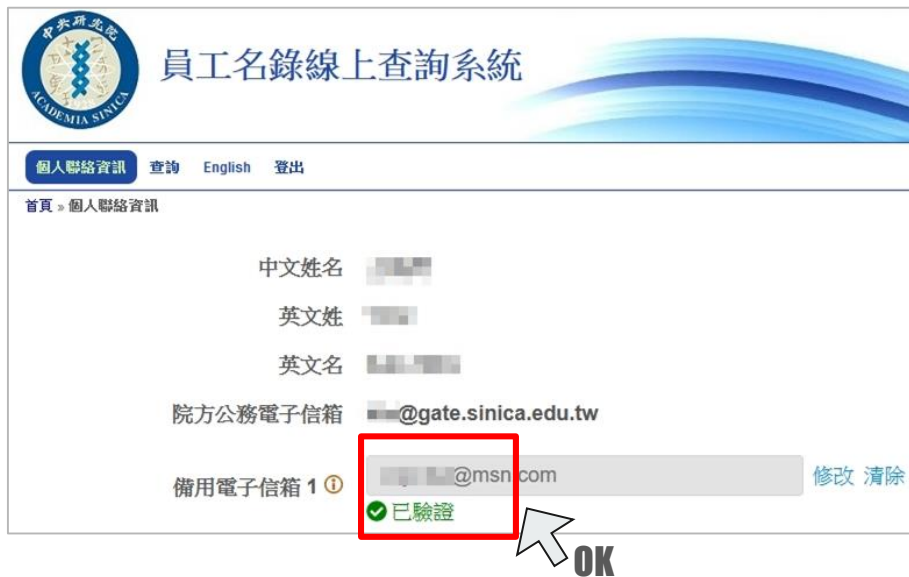 中央研究院
ACADEMIA SINICA
員工名錄線上查詢系統
個人聯絡資訊 查詢 English 登出
首頁 » 個人聯絡資訊
中文姓名
英文姓
英文名
院方公務電子信箱 @gate.sinica.edu.tw
備用電子信箱 1 @msn.com 修改 清除
已驗證
OK